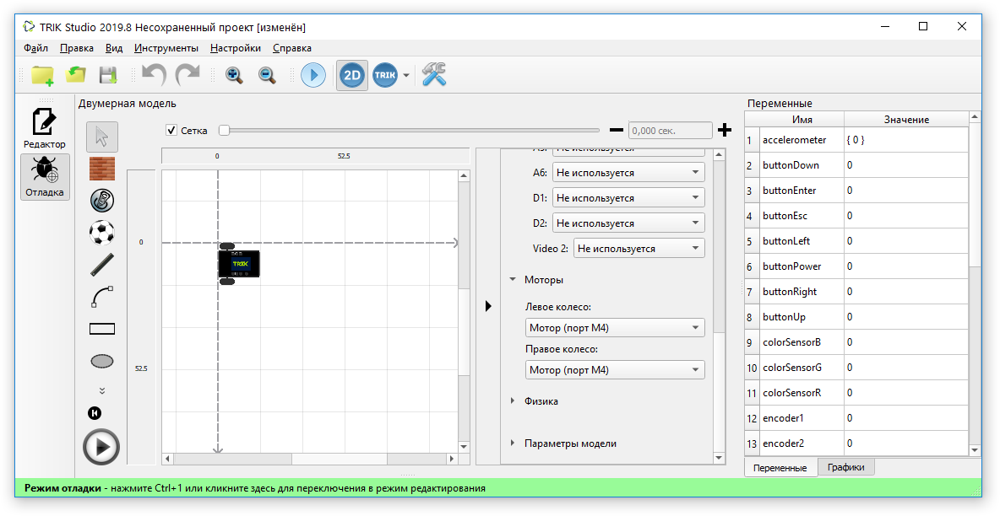 TRIK Studio 2019.8 Несохраненный проект [изменён]
Файл Правка Вид Инструменты Настройки Справка
2D TRIK
Двумерная модель
Переменные
Редактор
Отладка
Сетка
0,000 сек.
0 52.5
0
52.5
TRIK
Не используется
A6: Не используется
D1: Не используется
D2: Не используется
Video 2: Не используется
Моторы
Левое колесо:
Мотор (порт M4)
Правое колесо:
Мотор (порт M4)
Физика
Параметры модели
Имя Значение
1 accelerometer { 0 }
2 buttonDown 0
3 buttonEnter 0
4 buttonEsc 0
5 buttonLeft 0
6 buttonPower 0
7 buttonRight 0
8 buttonUp 0
9 colorSensorB 0
10 colorSensorG 0
11 colorSensorR 0
12 encoder1 0
13 encoder2 0
Переменные Графики
Режим отладки - нажмите Ctrl+1 или кликните здесь для переключения в режим редактирования